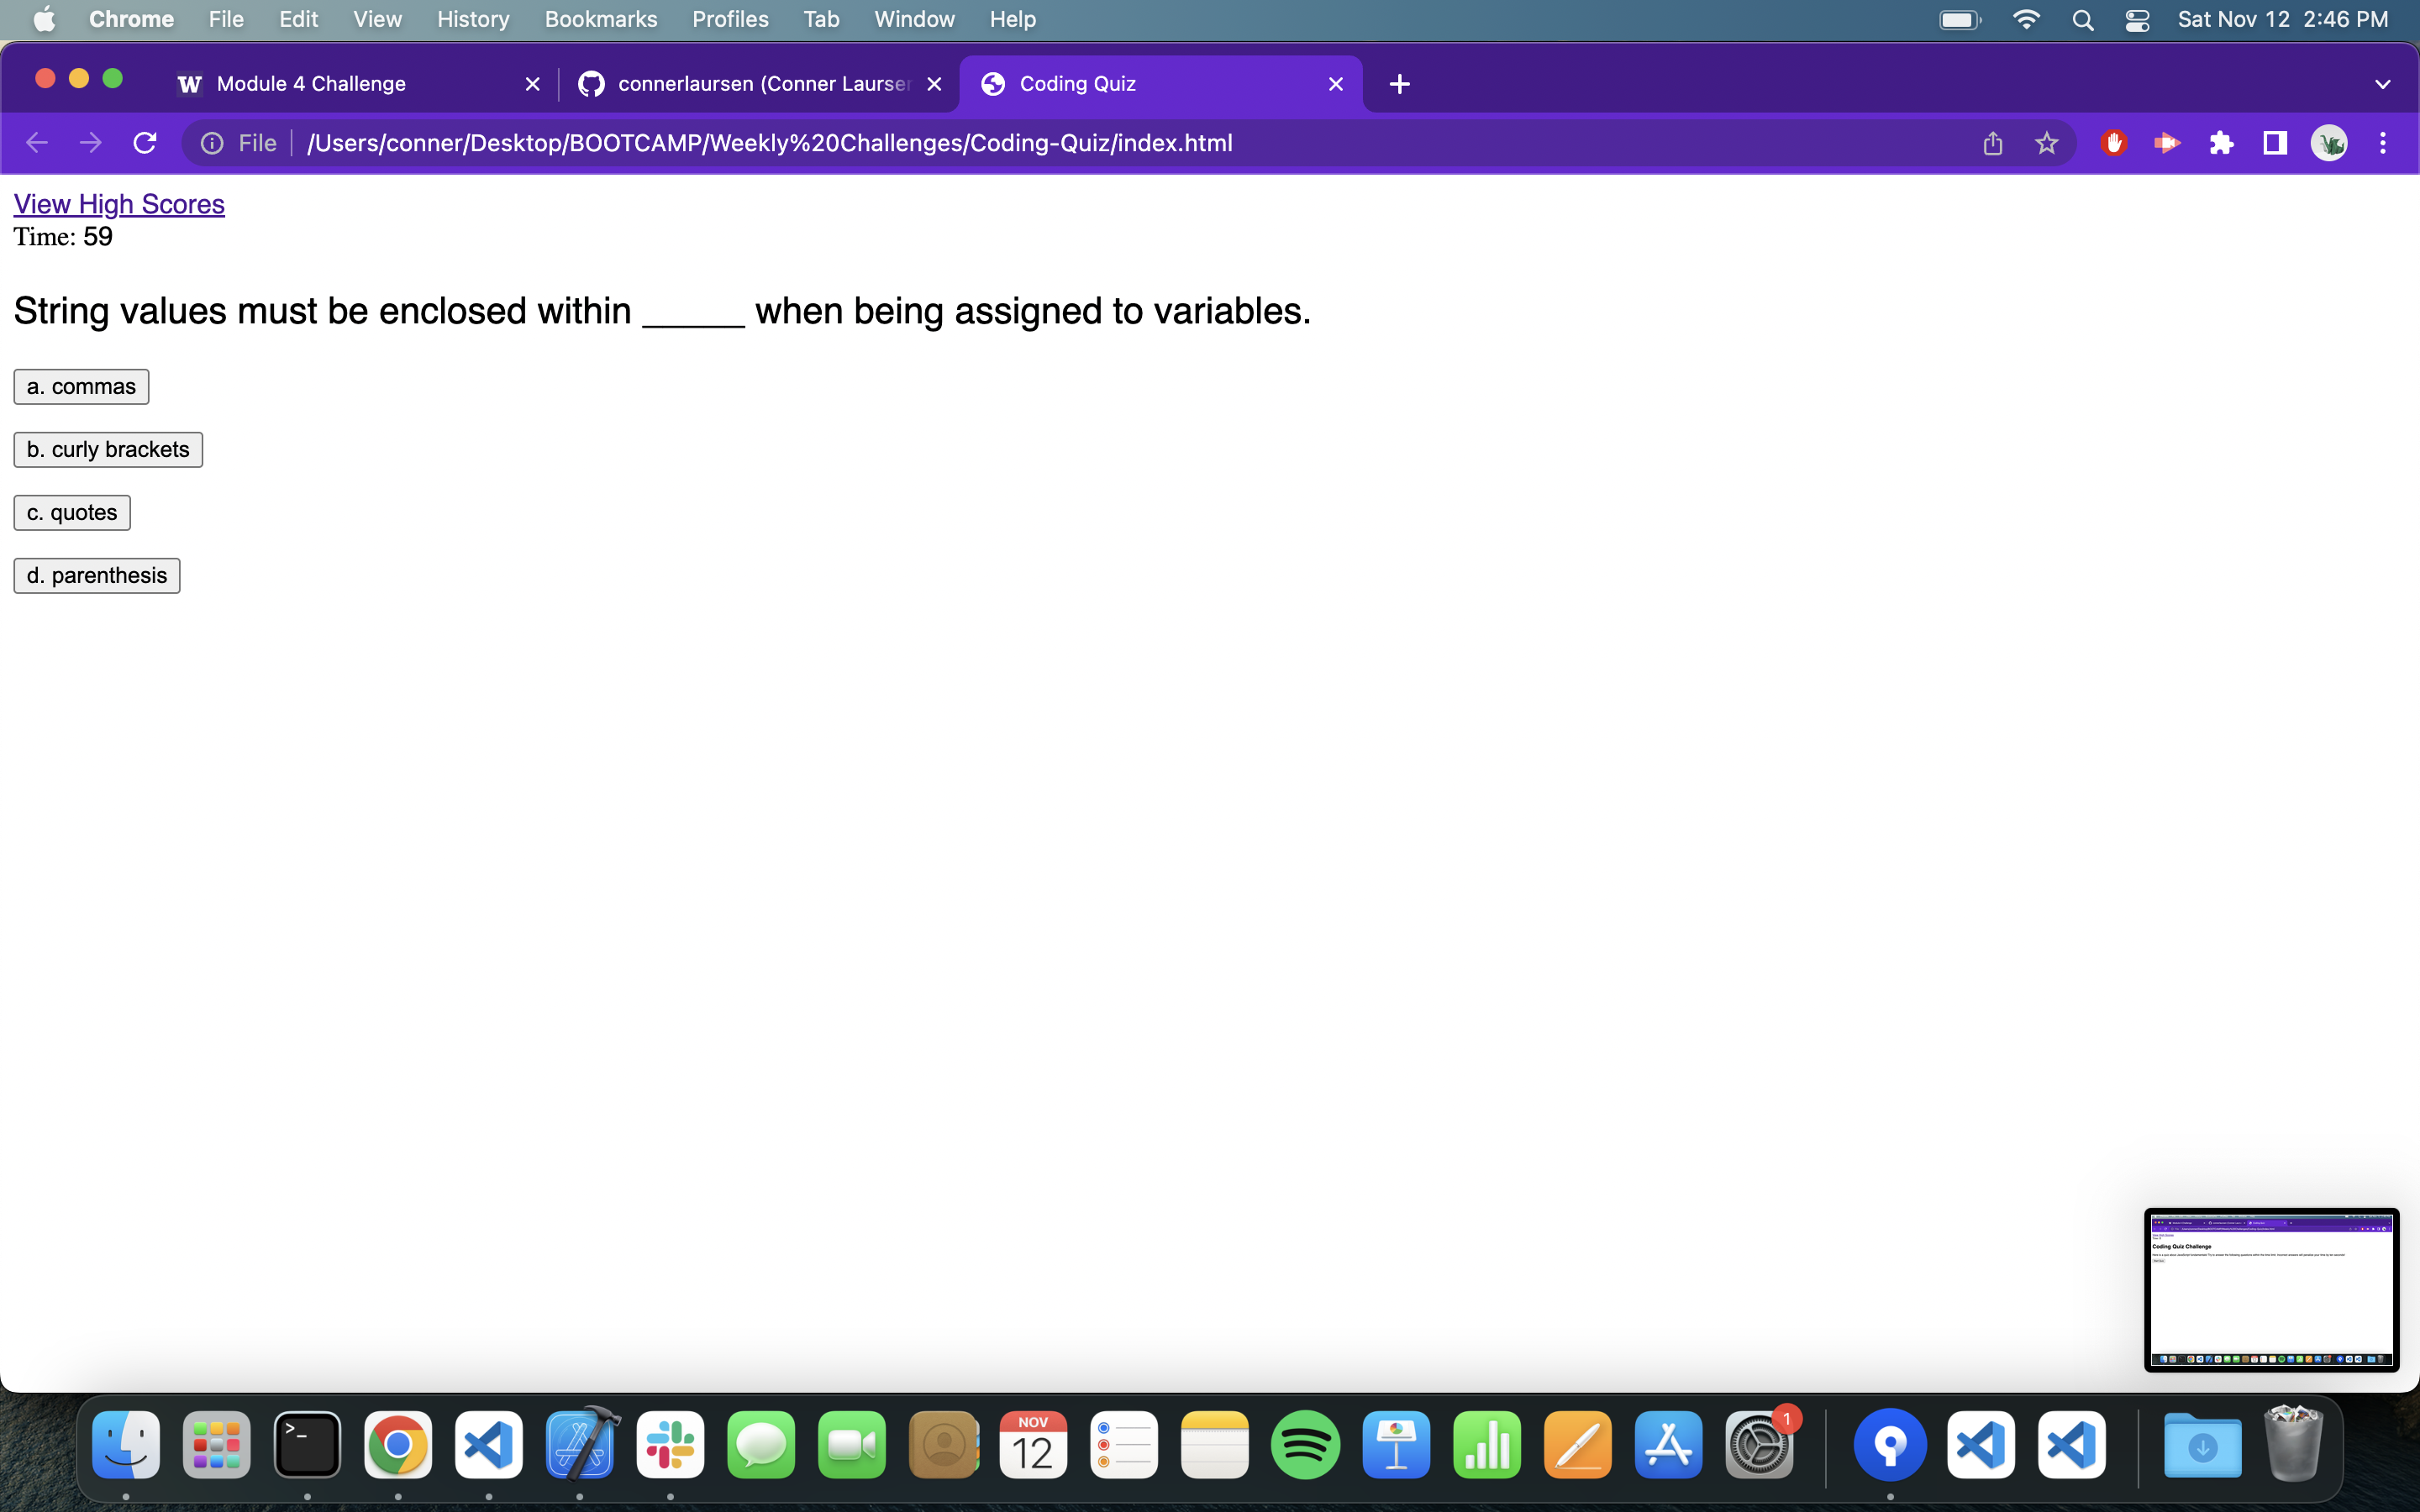 Chrome File Edit View History Bookmarks Profiles Tab Window Help Sat Nov 12 2:46 PM
W Module 4 Challenge connerlaursen (Conner Laursen Coding Quiz
File /Users/conner/Desktop/BOOTCAMP/Weekly%20Challenges/Coding-Quiz/index.html
View High Scores
Time: 59
String values must be enclosed within _____ when being assigned to variables.
a. commas
b. curly brackets
c. quotes
d. parenthesis
Coding Quiz Challenge
NOV
12
1